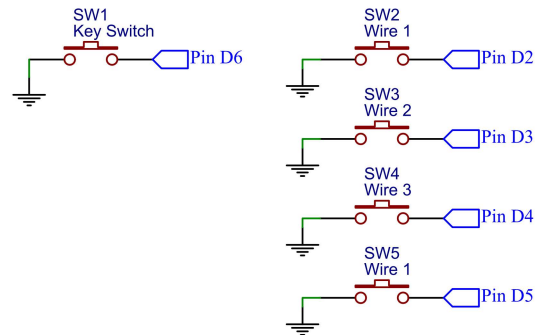 SW1
Key Switch
Pin D6
SW2
Wire 1
Pin D2
SW3
Wire 2
Pin D3
SW4
Wire 3
Pin D4
SW5
Wire 1
Pin D5